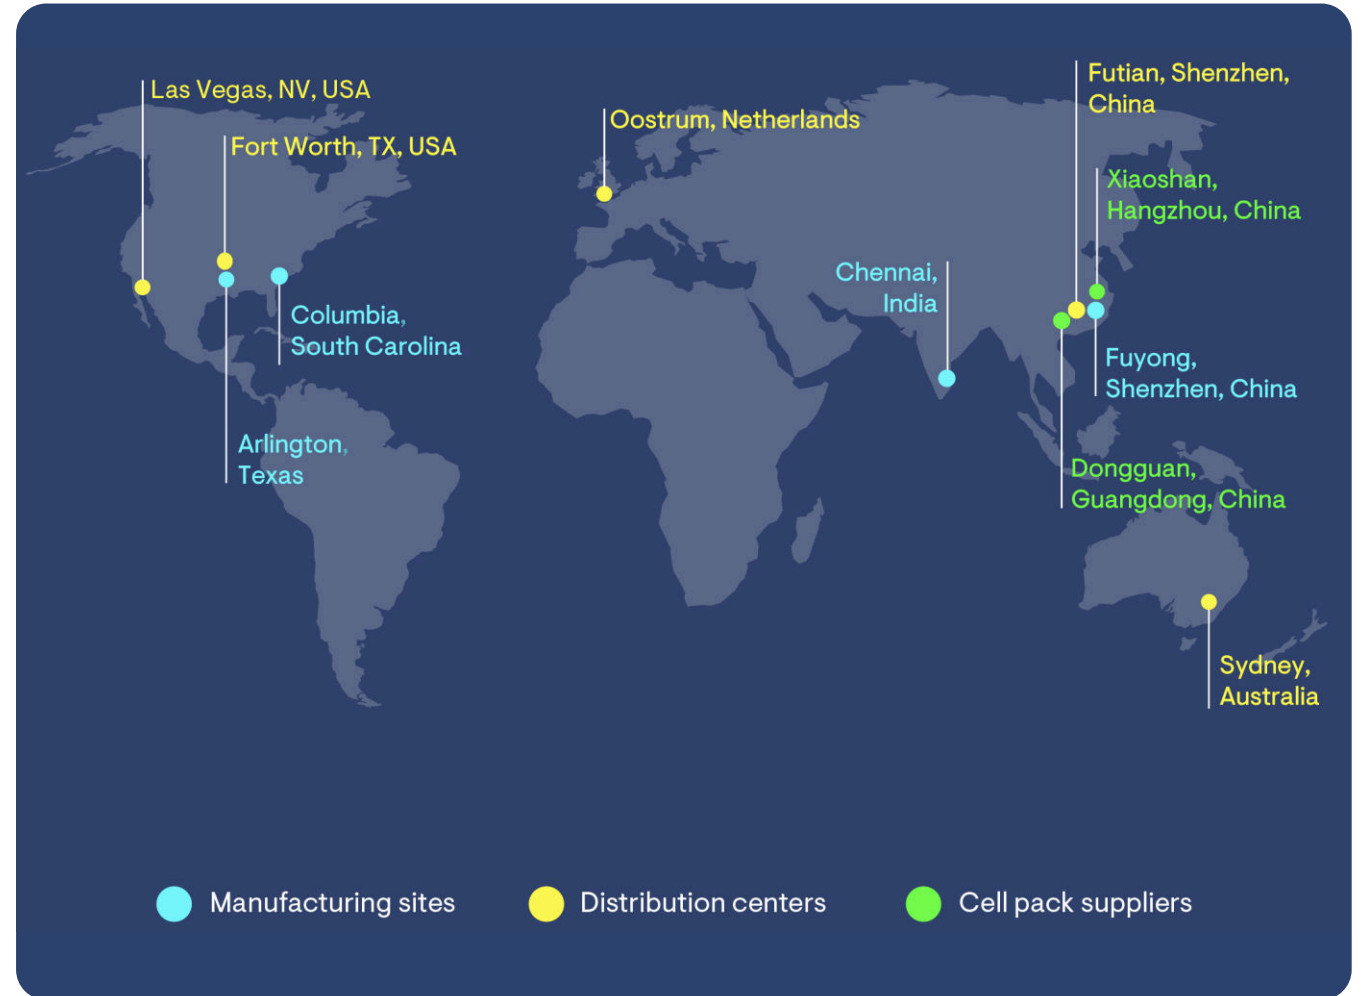 Las Vegas, NV, USA
Fort Worth, TX, USA
Oostrum, Netherlands
Futian, Shenzhen,
China
Xiaoshan,
Hangzhou, China
Chennai,
India
Columbia,
South Carolina
Fuyong,
Shenzhen, China
Arlington,
Texas
Dongguan,
Guangdong, China
Sydney,
Australia
Manufacturing sites
Distribution centers
Cell pack suppliers